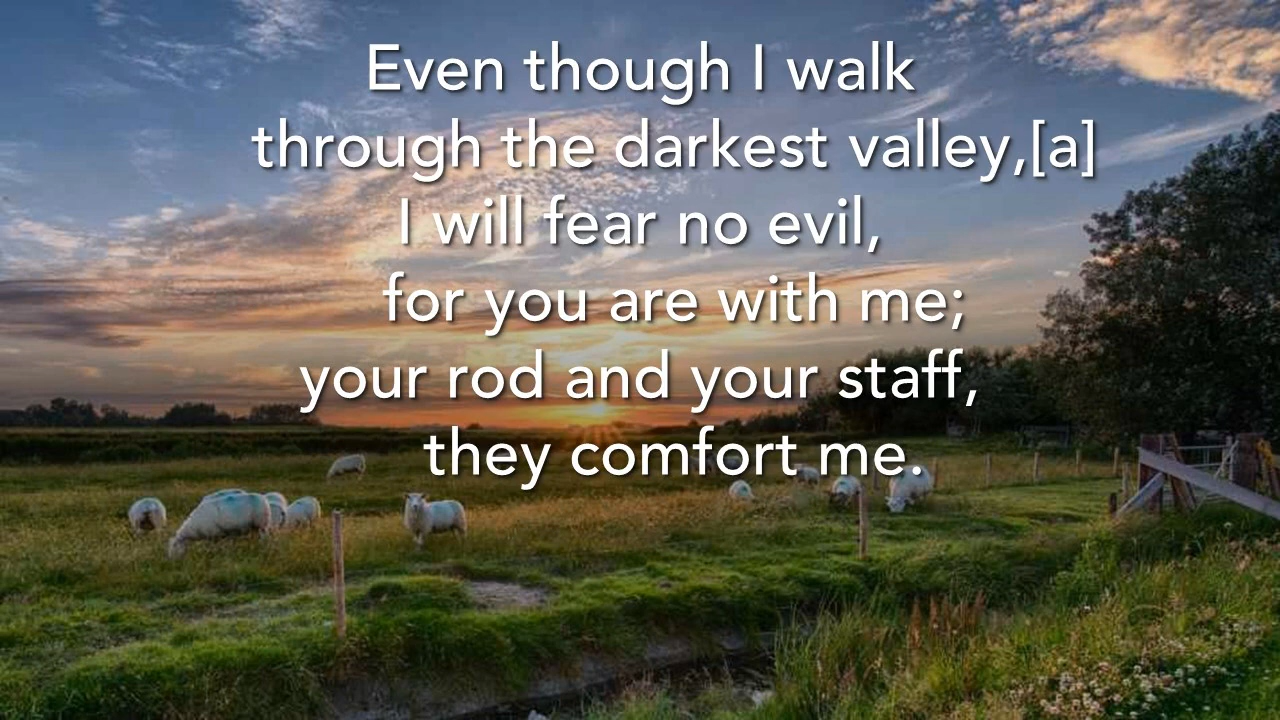 Even though I walk
through the darkest valley,[a]
I will fear no evil,
for you are with me;
your rod and your staff,
they comfort me.